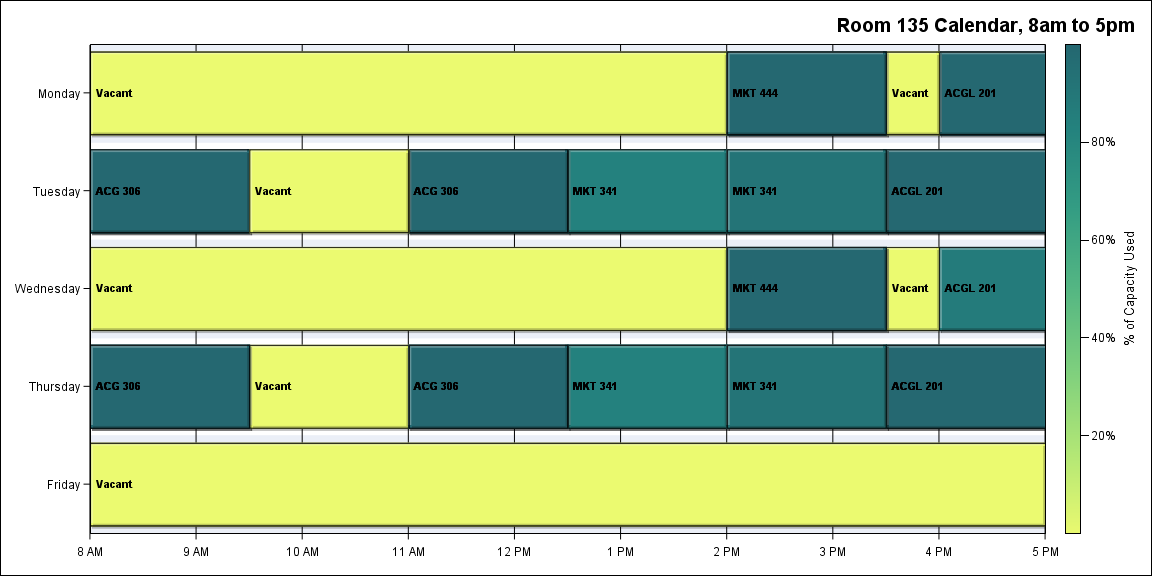 Room 135 Calendar, 8am to 5pm
Monday
Vacant
MKT 444
Vacant
ACGL 201
Tuesday
ACG 306
Vacant
ACG 306
MKT 341
MKT 341
ACGL 201
Wednesday
Vacant
MKT 444
Vacant
ACGL 201
Thursday
ACG 306
Vacant
ACG 306
MKT 341
MKT 341
ACGL 201
Friday
Vacant
8 AM
9 AM
10 AM
11 AM
12 PM
1 PM
2 PM
3 PM
4 PM
5 PM
80%
60%
40%
20%
% of Capacity Used